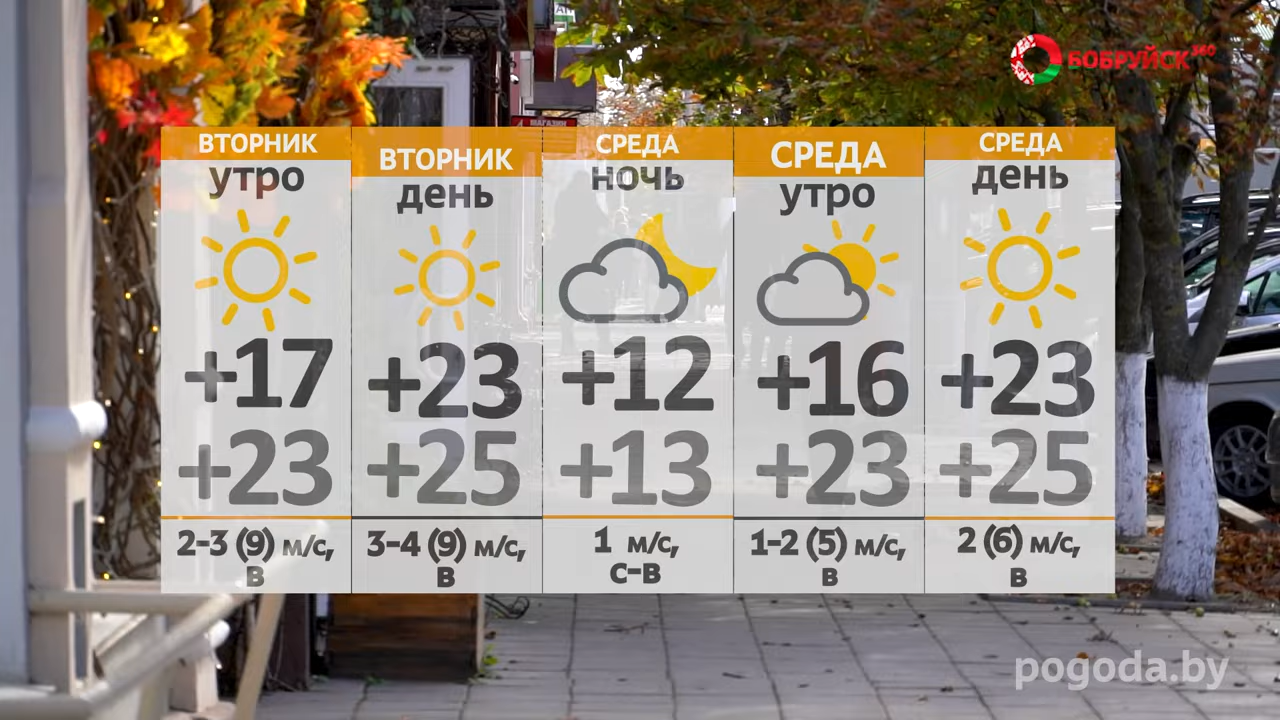 БОБРУЙСК360
МАГАЗИН
ВТОРНИК
утро
+17
+23
2-3 (9) м/с,
В
ВТОРНИК
день
+23
+25
3-4 (9) м/с,
В
СРЕДА
ночь
+12
+13
1 м/с,
с-в
СРЕДА
утро
+16
+23
1-2 (5) м/с,
В
СРЕДА
день
+23
+25
2 (6) м/с,
В
pogoda.by